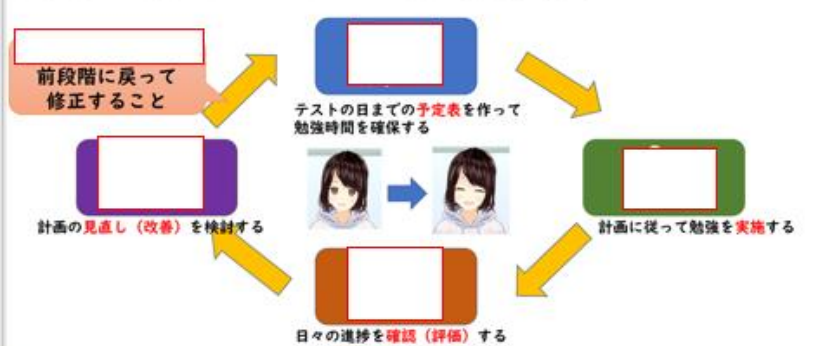 前段階に戻って
修正すること
テストの日までの予定表を作って
勉強時間を確保する
計画の見直し（改善）を検討する
計画に従って勉強を実施する
日々の進捗を確認（評価）する